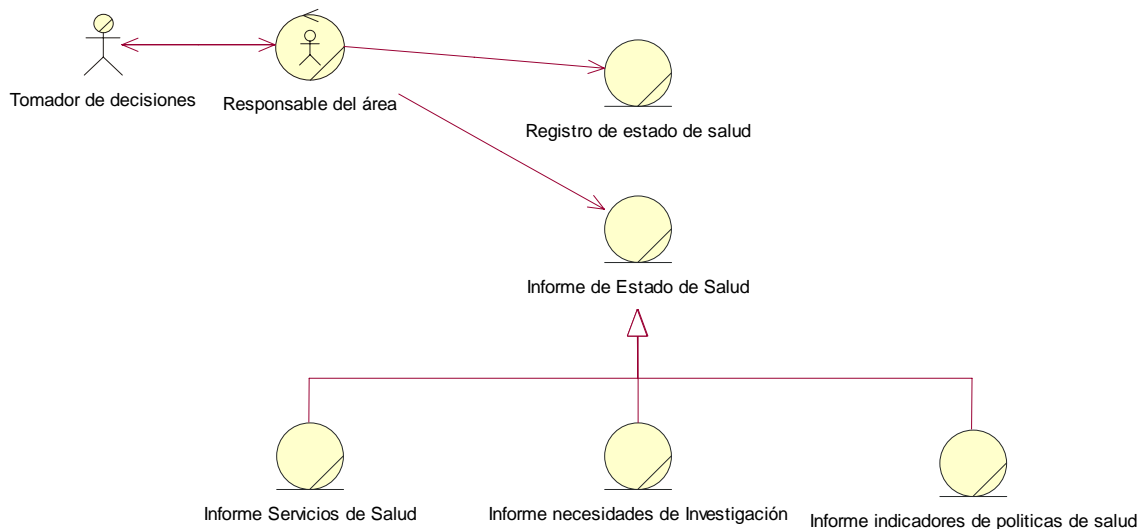 Tomador de decisiones
Responsable del área
Registro de estado de salud
Informe de Estado de Salud
Informe Servicios de Salud
Informe necesidades de Investigación
Informe indicadores de politicas de salud